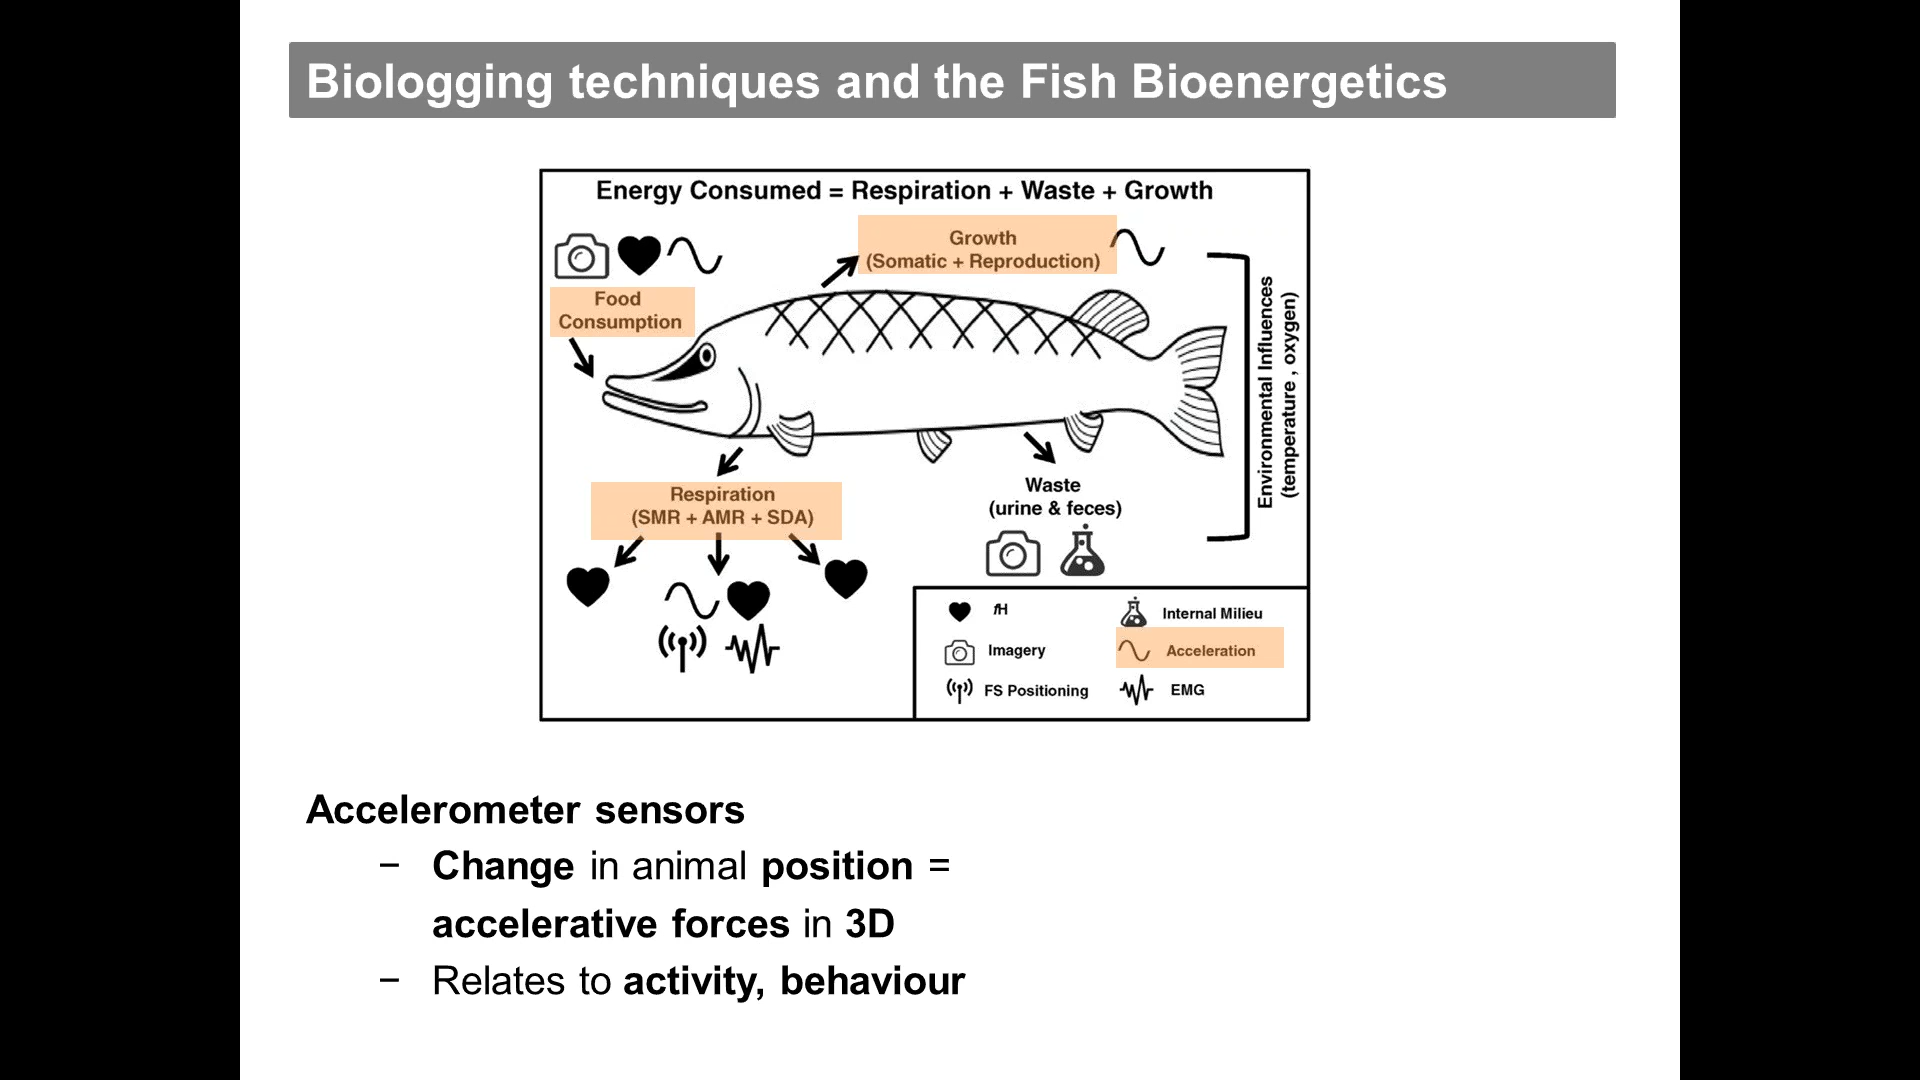 Biologging techniques and the Fish Bioenergetics
Energy Consumed = Respiration + Waste + Growth
Growth
(Somatic + Reproduction)
Food
Consumption
Environmental Influences
(temperature , oxygen)
Respiration
(SMR + AMR + SDA)
Waste
(urine & feces)
fH
Internal Milieu
Imagery
Acceleration
FS Positioning
EMG
Accelerometer sensors
− Change in animal position =
accelerative forces in 3D
− Relates to activity, behaviour